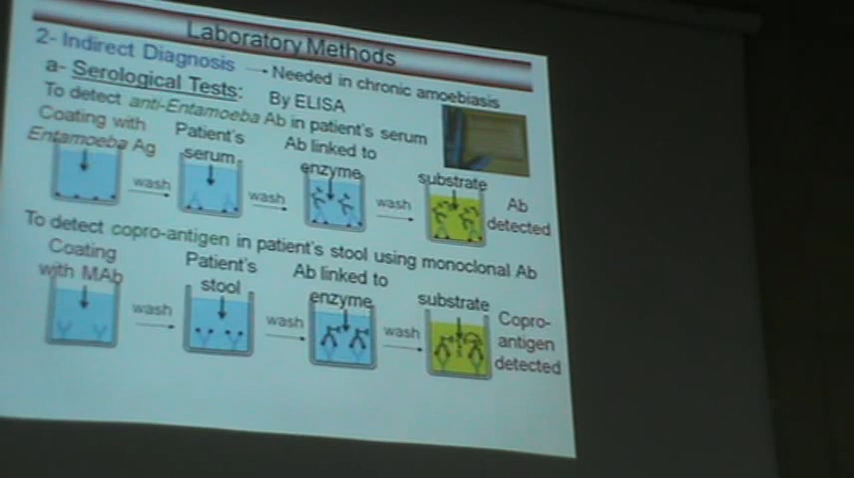 Laboratory Methods
2- Indirect Diagnosis → Needed in chronic amoebiasis
a- Serological Tests: By ELISA
To detect anti-Entamoeba Ab in patient's serum
Coating with Entamoeba Ag
Patient's serum
Ab linked to enzyme
substrate
wash
wash
wash
Ab detected
To detect copro-antigen in patient's stool using monoclonal Ab
Coating with MAb
Patient's stool
Ab linked to enzyme
substrate
wash
wash
wash
Copro-antigen detected